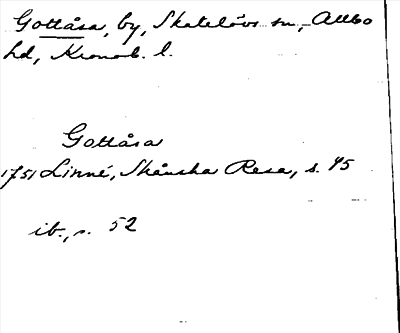 Gottåsa, by, Skatelövs sn, Allbo
hd, Kronob. l.
Gottåsa
1751 Linné, Skånska Resa, s. 45
ib., s. 52